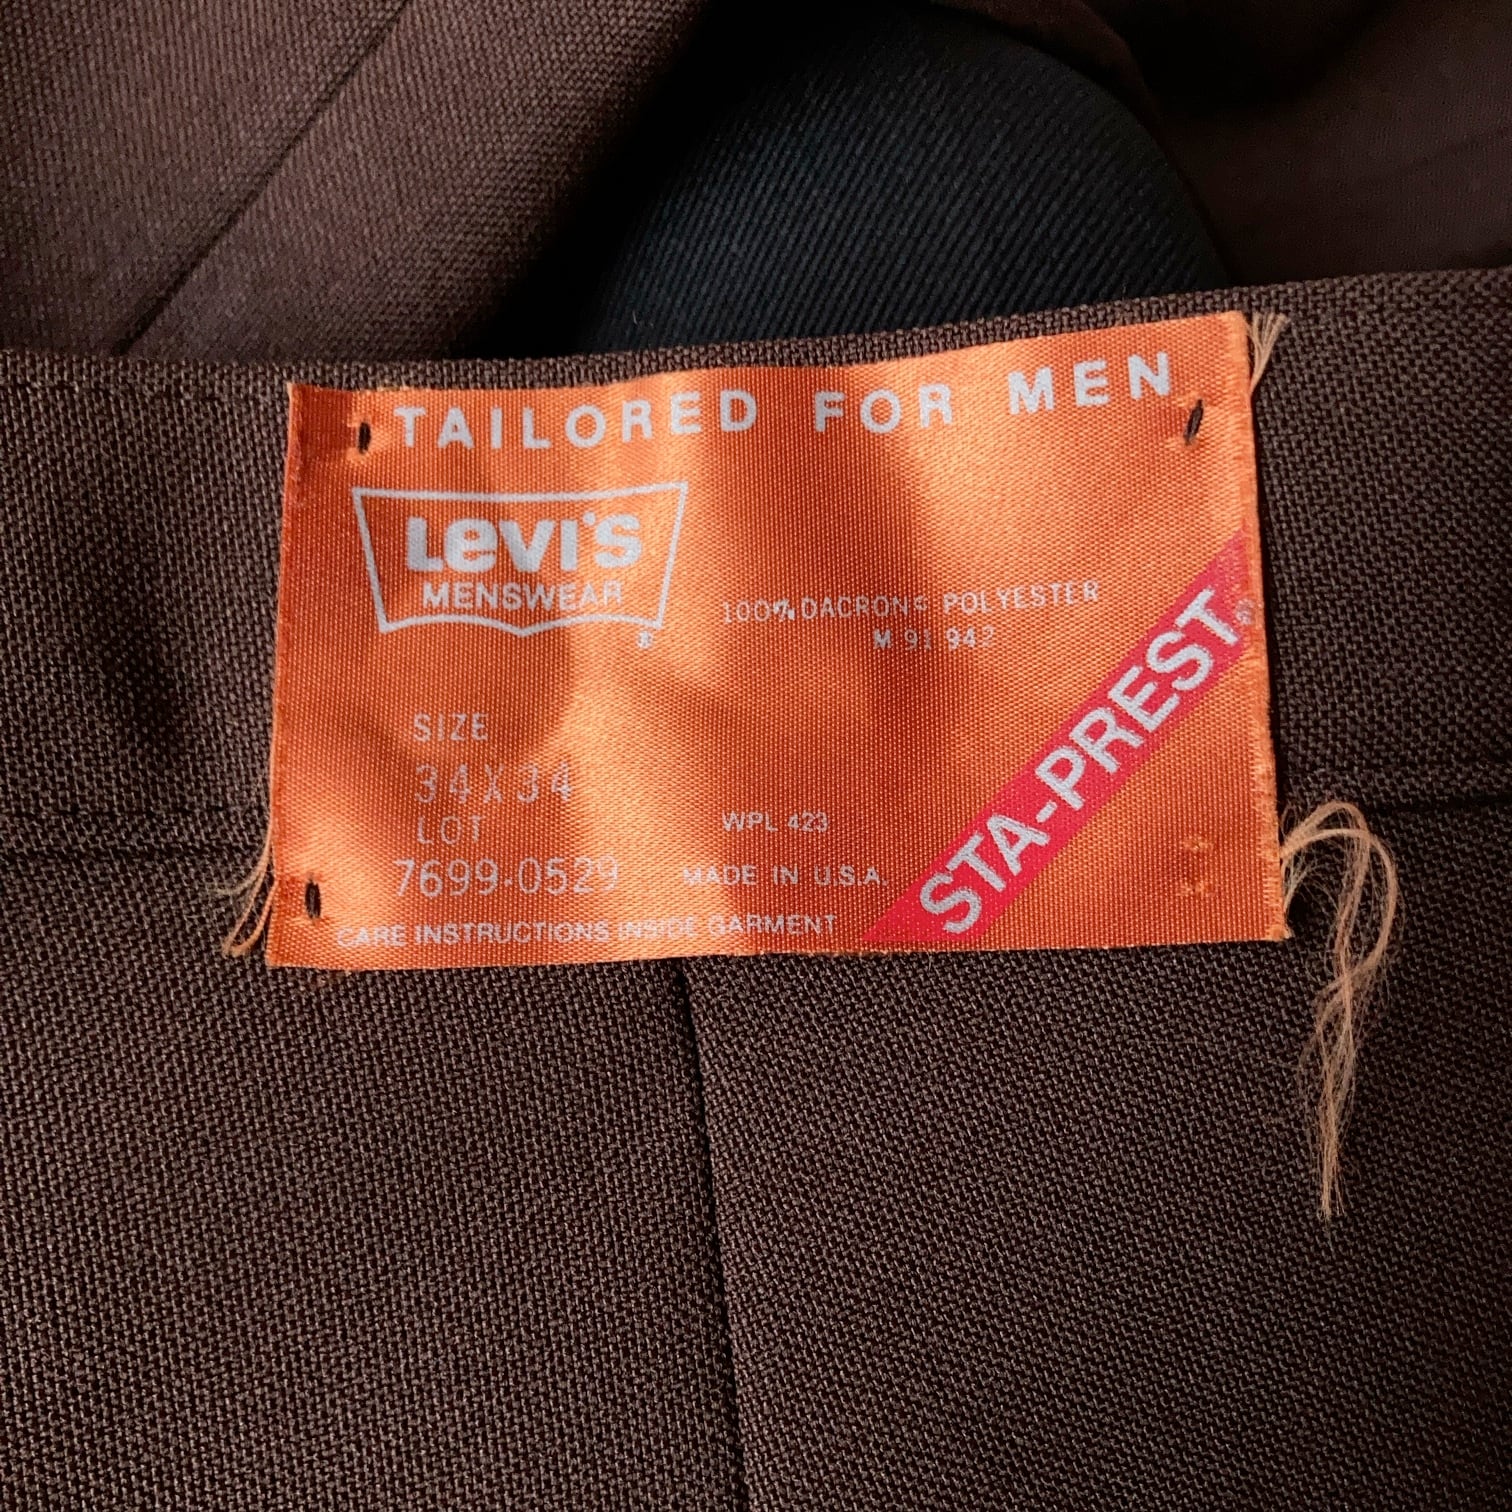 TAILORED FOR MEN
LEVI'S
MENSWEAR
®
100% DACRON® POLYESTER
M 91 942
STA-PREST®
SIZE
34X34
LOT
7699-0529
WPL 423
MADE IN U.S.A.
CARE INSTRUCTIONS INSIDE GARMENT